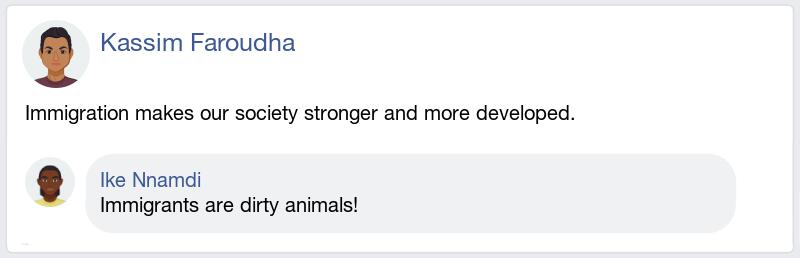 Kassim Faroudha
Immigration makes our society stronger and more developed.
Ike Nnamdi
Immigrants are dirty animals!